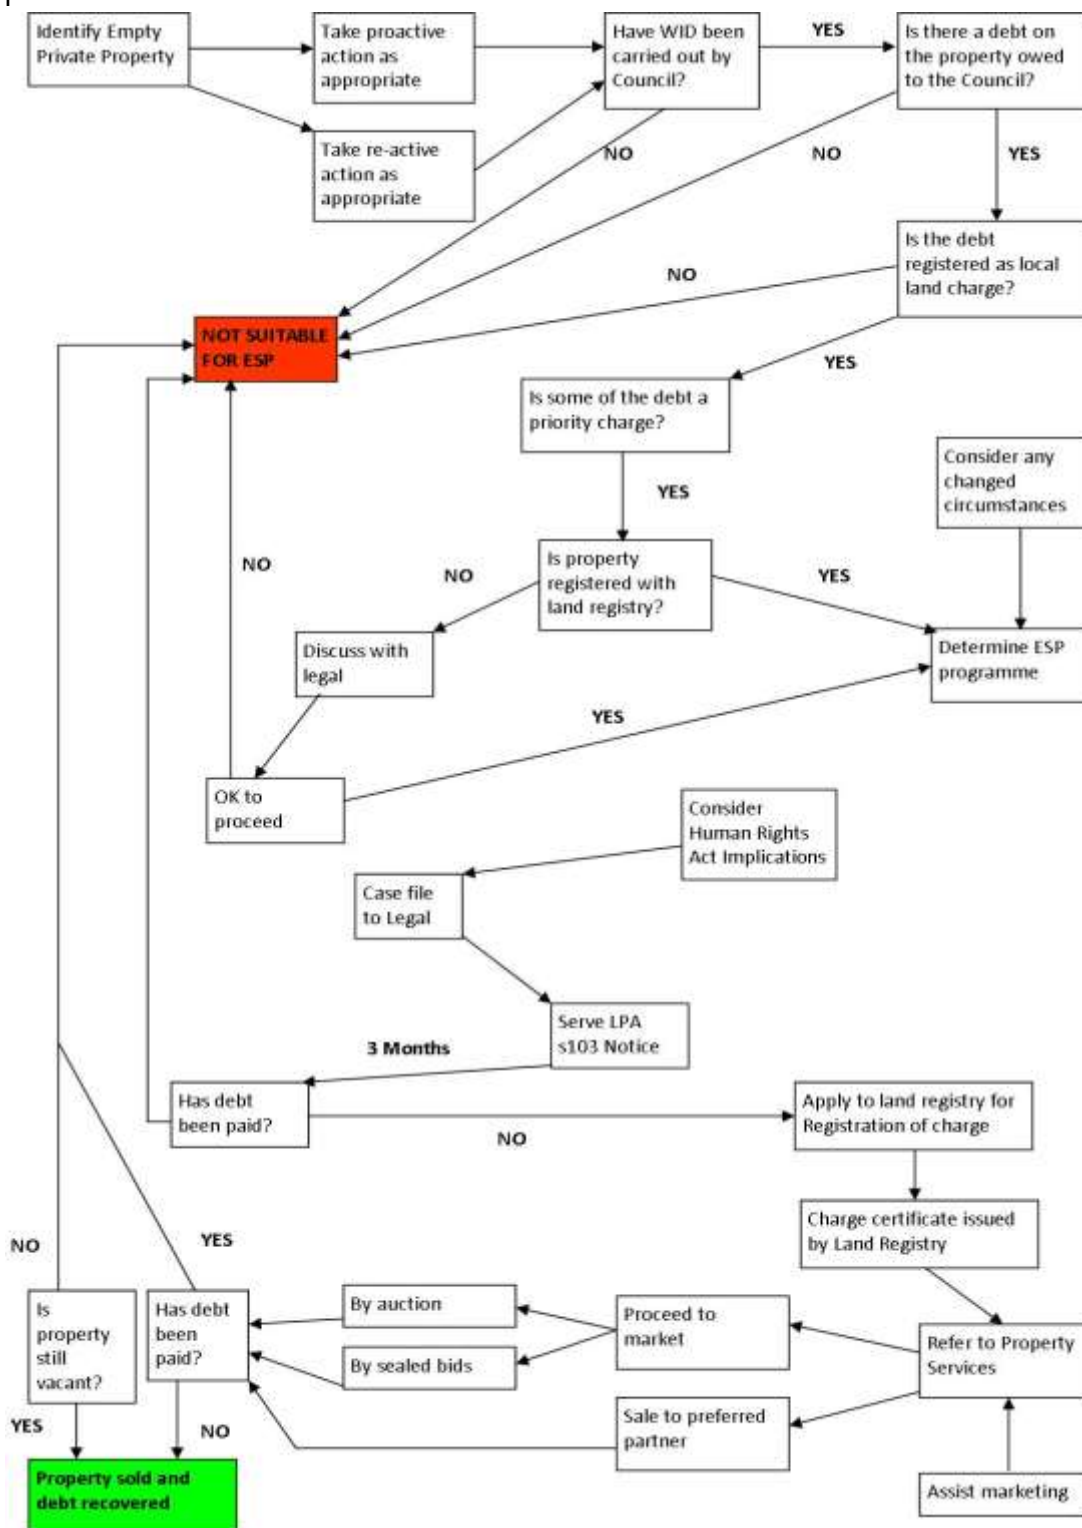 Identify Empty
Private Property
Take proactive
action as
appropriate
Have WID been
carried out by
Council?
YES
Is there a debt on
the property owed
to the Council?
Take re-active
action as
appropriate
NO
NO
YES
Is the debt
registered as local
land charge?
NO
NOT SUITABLE
FOR ESP
YES
Is some of the debt a
priority charge?
Consider any
changed
circumstances
YES
NO
Is property
registered with
land registry?
NO
YES
Discuss with
legal
Determine ESP
programme
YES
OK to
proceed
Consider
Human Rights
Act Implications
Case file
to Legal
Serve LPA
s103 Notice
3 Months
Has debt
been paid?
NO
Apply to land registry for
Registration of charge
Charge certificate issued
by Land Registry
NO
YES
Is
property
still
vacant?
Has debt
been
paid?
By auction
By sealed bids
Proceed to
market
Refer to Property
Services
Sale to preferred
partner
YES
NO
Property sold and
debt recovered
Assist marketing